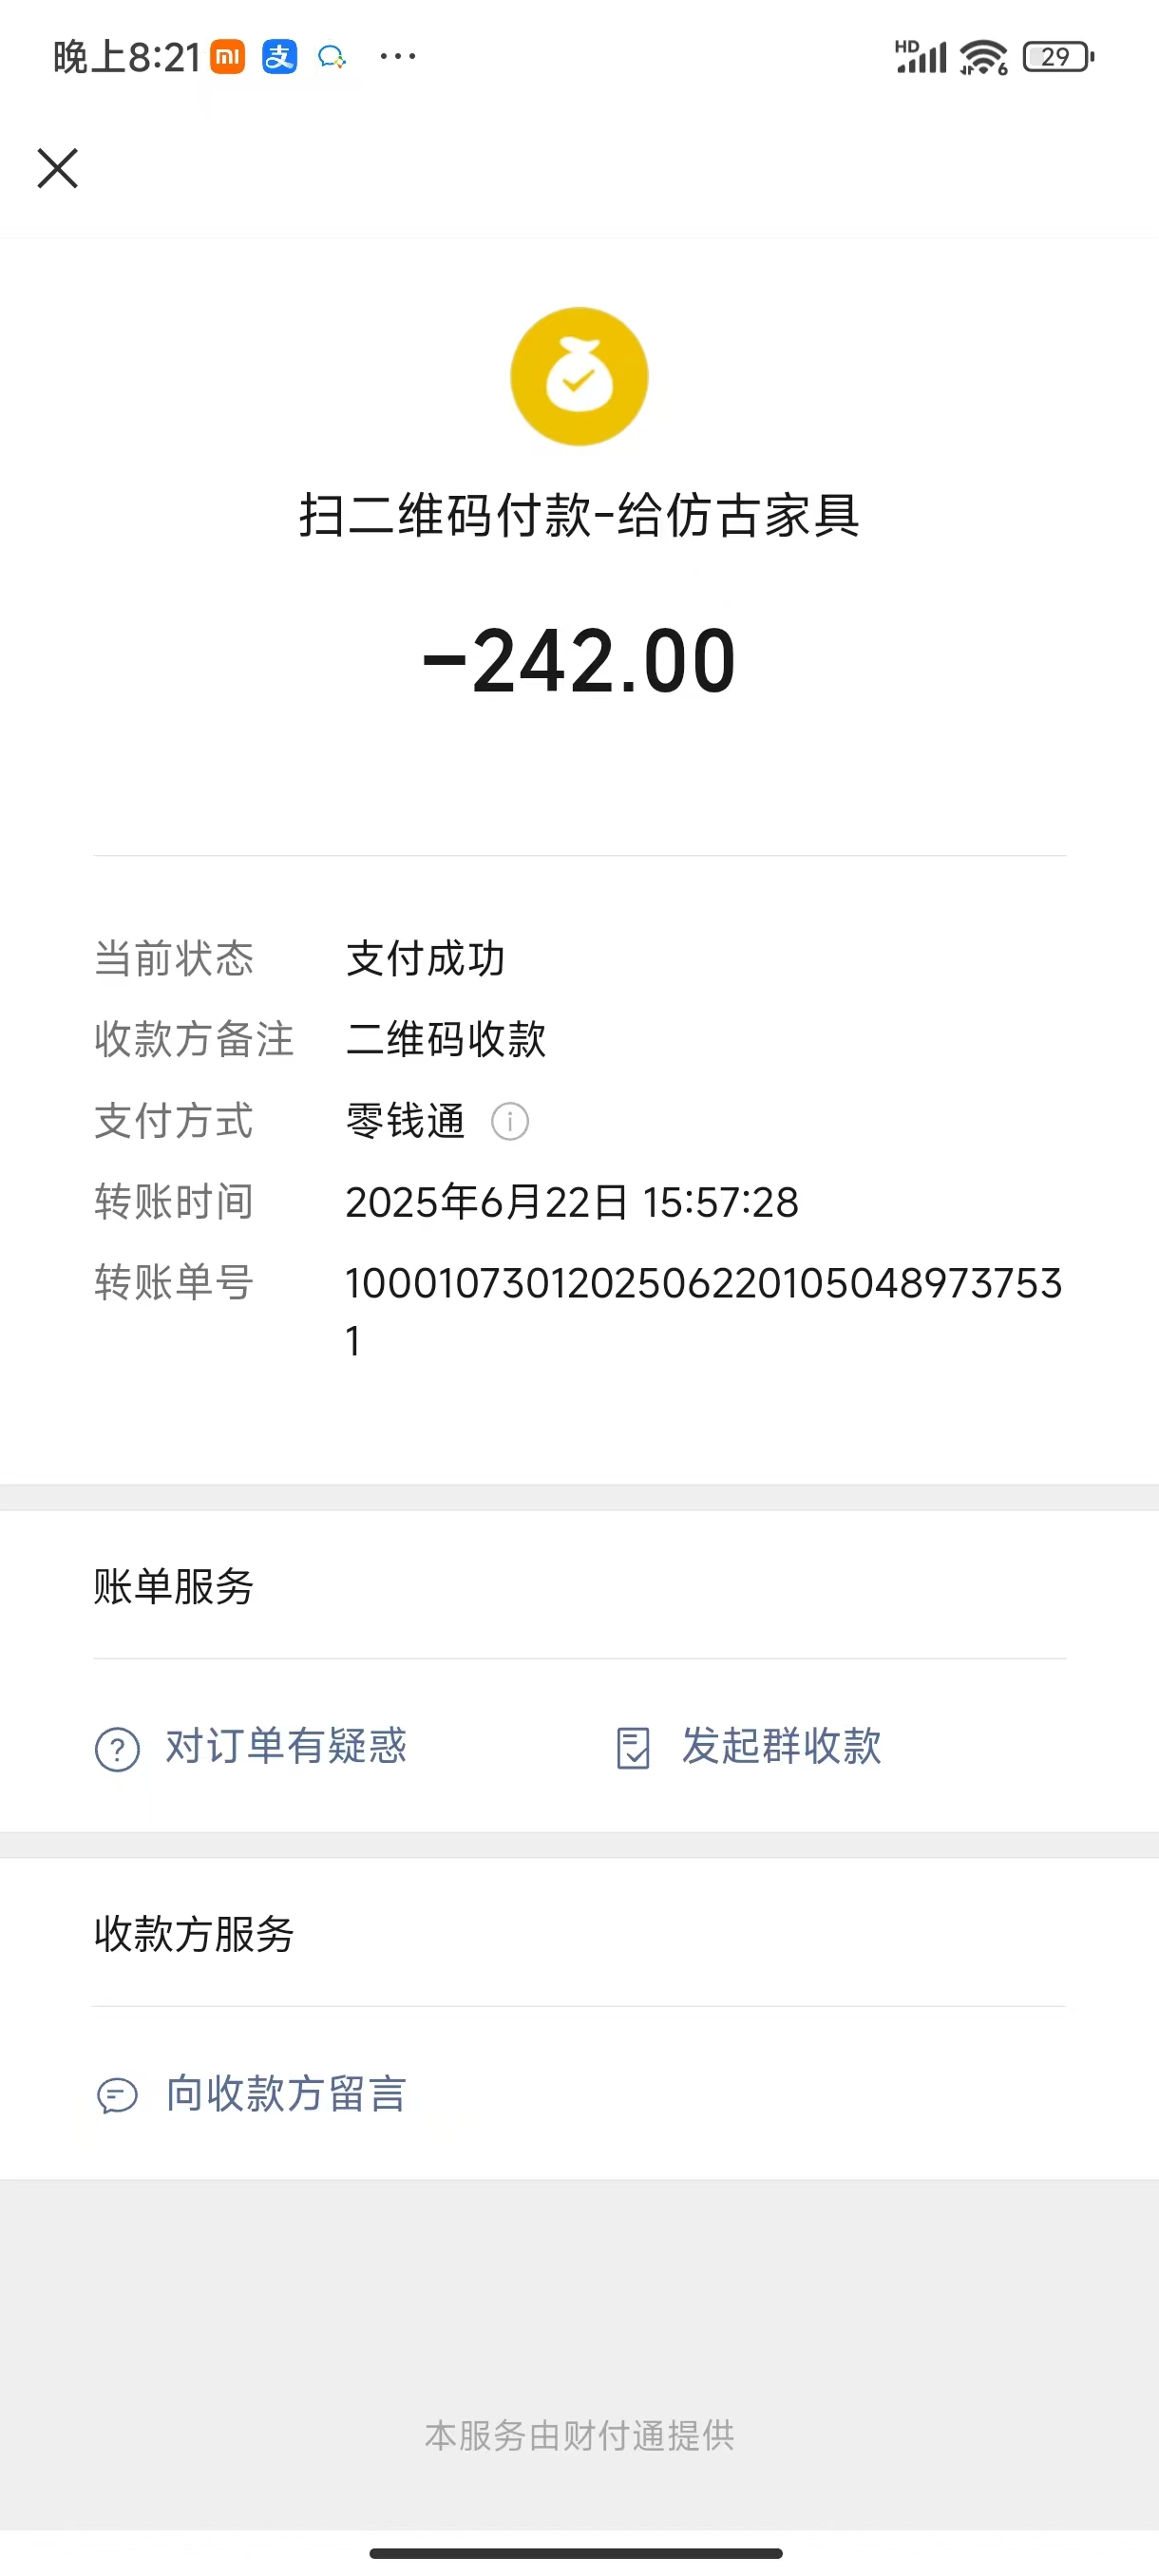 晚上8:21
HD
6
29
扫二维码付款-给仿古家具
-242.00
当前状态 支付成功
收款方备注 二维码收款
支付方式 零钱通
转账时间 2025年6月22日 15:57:28
转账单号 1000107301202506220105048973753
1
账单服务
对订单有疑惑 发起群收款
收款方服务
向收款方留言
本服务由财付通提供